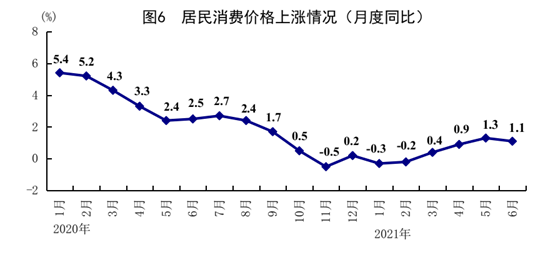 图6 居民消费价格上涨情况（月度同比）
(%)
8
6
4
2
0
-2
5.4
5.2
4.3
3.3
2.4
2.5
2.7
2.4
1.7
0.5
-0.5
0.2
-0.3
-0.2
0.4
0.9
1.3
1.1
1月
2月
3月
4月
5月
6月
7月
8月
9月
10月
11月
12月
1月
2月
3月
4月
5月
6月
2020年
2021年